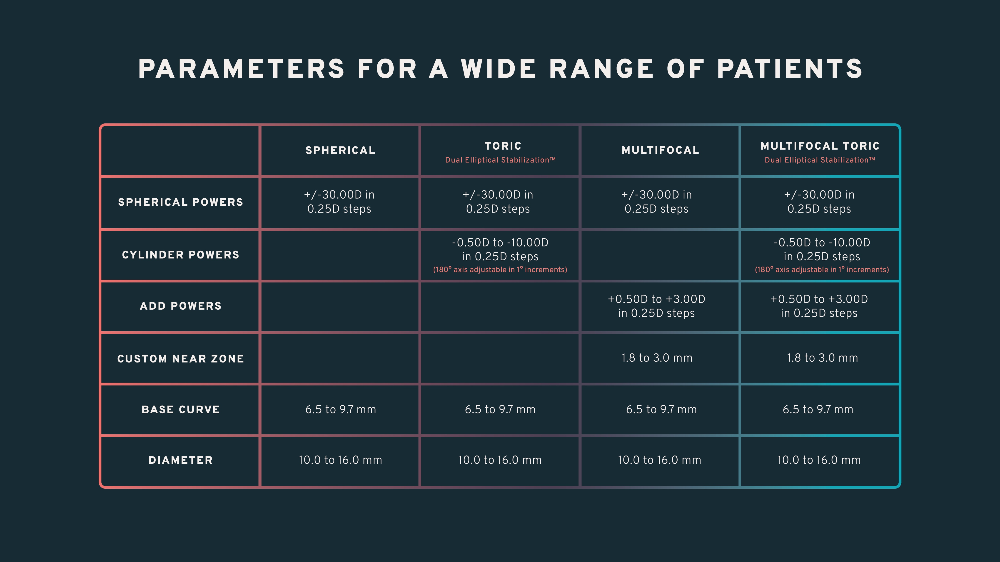 PARAMETERS FOR A WIDE RANGE OF PATIENTS
SPHERICAL
TORIC
Dual Elliptical Stabilization™
MULTIFOCAL
MULTIFOCAL TORIC
Dual Elliptical Stabilization™
SPHERICAL POWERS
+/-30.00D in
0.25D steps
+/-30.00D in
0.25D steps
+/-30.00D in
0.25D steps
+/-30.00D in
0.25D steps
CYLINDER POWERS
-0.50D to -10.00D
in 0.25D steps
(180° axis adjustable in 1° increments)
-0.50D to -10.00D
in 0.25D steps
(180° axis adjustable in 1° increments)
ADD POWERS
+0.50D to +3.00D
in 0.25D steps
+0.50D to +3.00D
in 0.25D steps
CUSTOM NEAR ZONE
1.8 to 3.0 mm
1.8 to 3.0 mm
BASE CURVE
6.5 to 9.7 mm
6.5 to 9.7 mm
6.5 to 9.7 mm
6.5 to 9.7 mm
DIAMETER
10.0 to 16.0 mm
10.0 to 16.0 mm
10.0 to 16.0 mm
10.0 to 16.0 mm